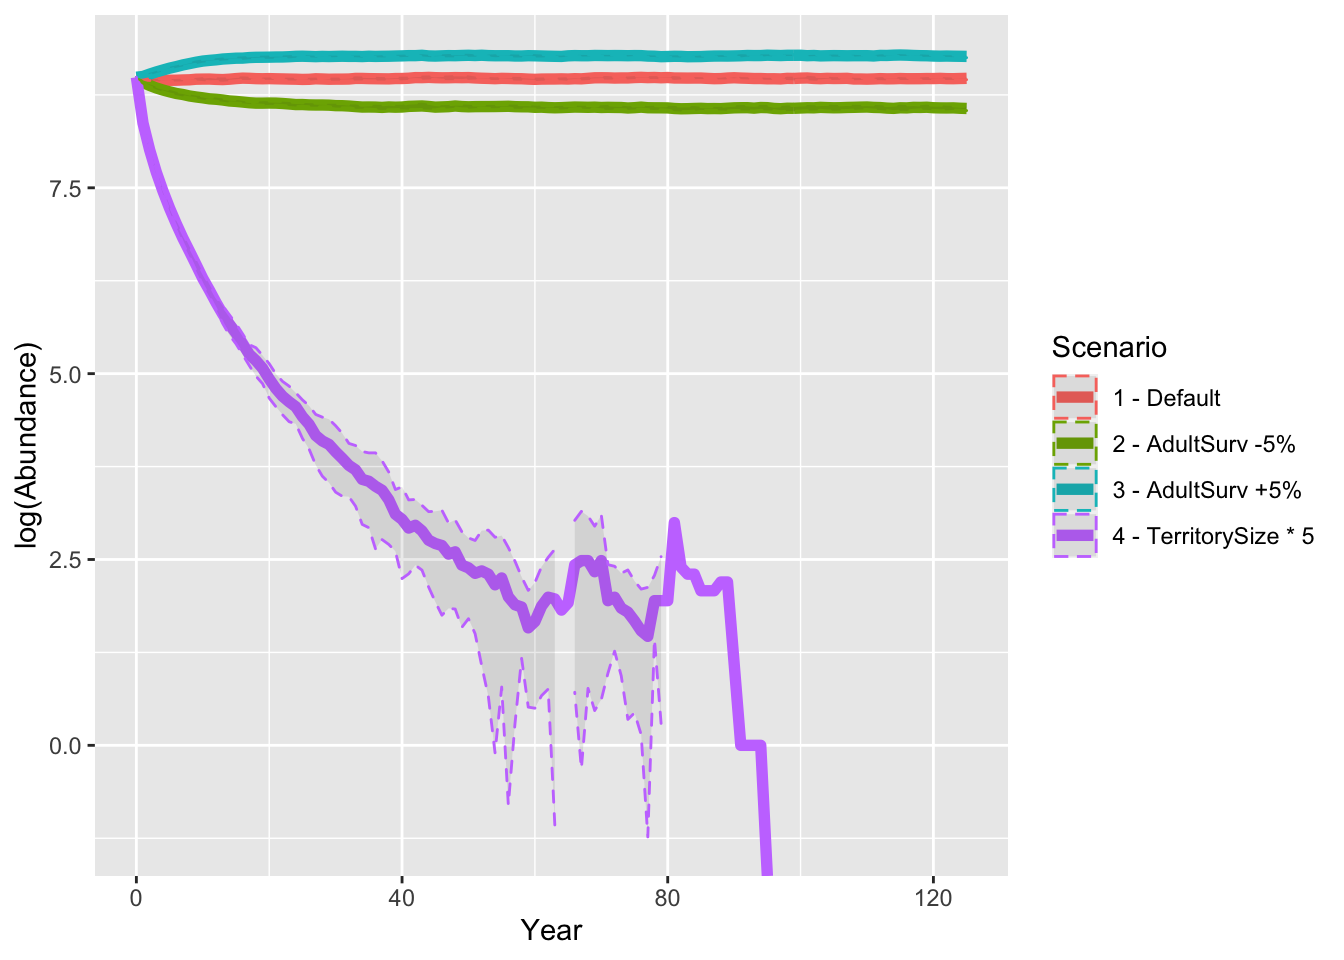 log(Abundance)
7.5
5.0
2.5
0.0
0
40
80
120
Year
Scenario
1 - Default
2 - AdultSurv -5%
3 - AdultSurv +5%
4 - TerritorySize * 5